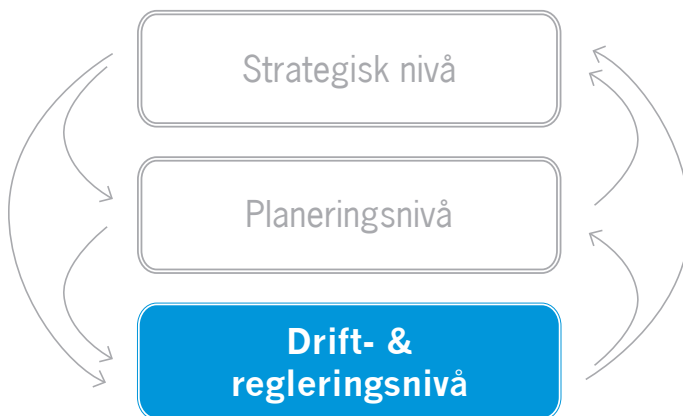 Strategisk nivå
Planeringsnivå
Drift- &
regleringsnivå